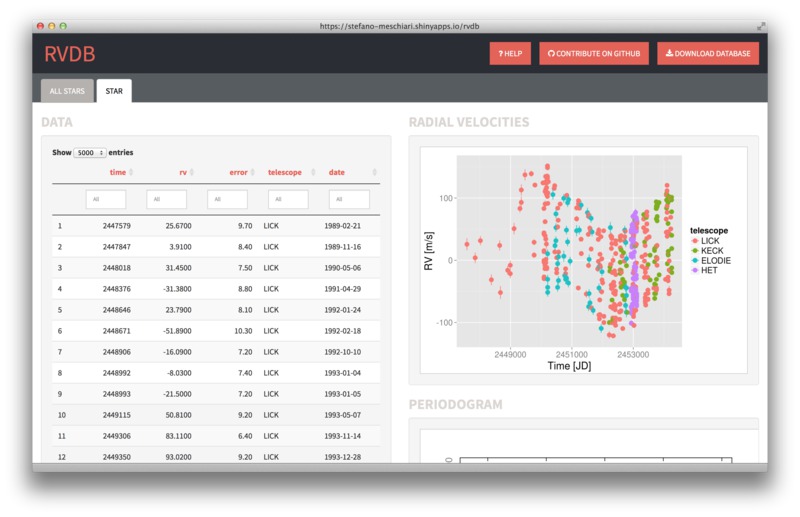 https://stefano-meschiari.shinyapps.io/rvdb
RVDB
? HELP
CONTRIBUTE ON GITHUB
DOWNLOAD DATABASE
ALL STARS
STAR
DATA
Show 5000 entries
time rv error telescope date
All All All All All
1 2447579 25.6700 9.70 LICK 1989-02-21
2 2447847 3.9100 8.40 LICK 1989-11-16
3 2448018 31.4500 7.50 LICK 1990-05-06
4 2448376 -31.3800 8.80 LICK 1991-04-29
5 2448646 23.7900 8.10 LICK 1992-01-24
6 2448671 -51.8900 10.30 LICK 1992-02-18
7 2448906 -16.0900 7.20 LICK 1992-10-10
8 2448992 -8.0300 7.40 LICK 1993-01-04
9 2448993 -21.5000 7.20 LICK 1993-01-05
10 2449115 50.8100 9.20 LICK 1993-05-07
11 2449306 83.1100 6.40 LICK 1993-11-14
12 2449350 93.0200 9.20 LICK 1993-12-28
RADIAL VELOCITIES
RV [m/s]
100
0
-100
2449000 2451000 2453000
Time [JD]
telescope
LICK
KECK
ELODIE
HET
PERIODOGRAM
0